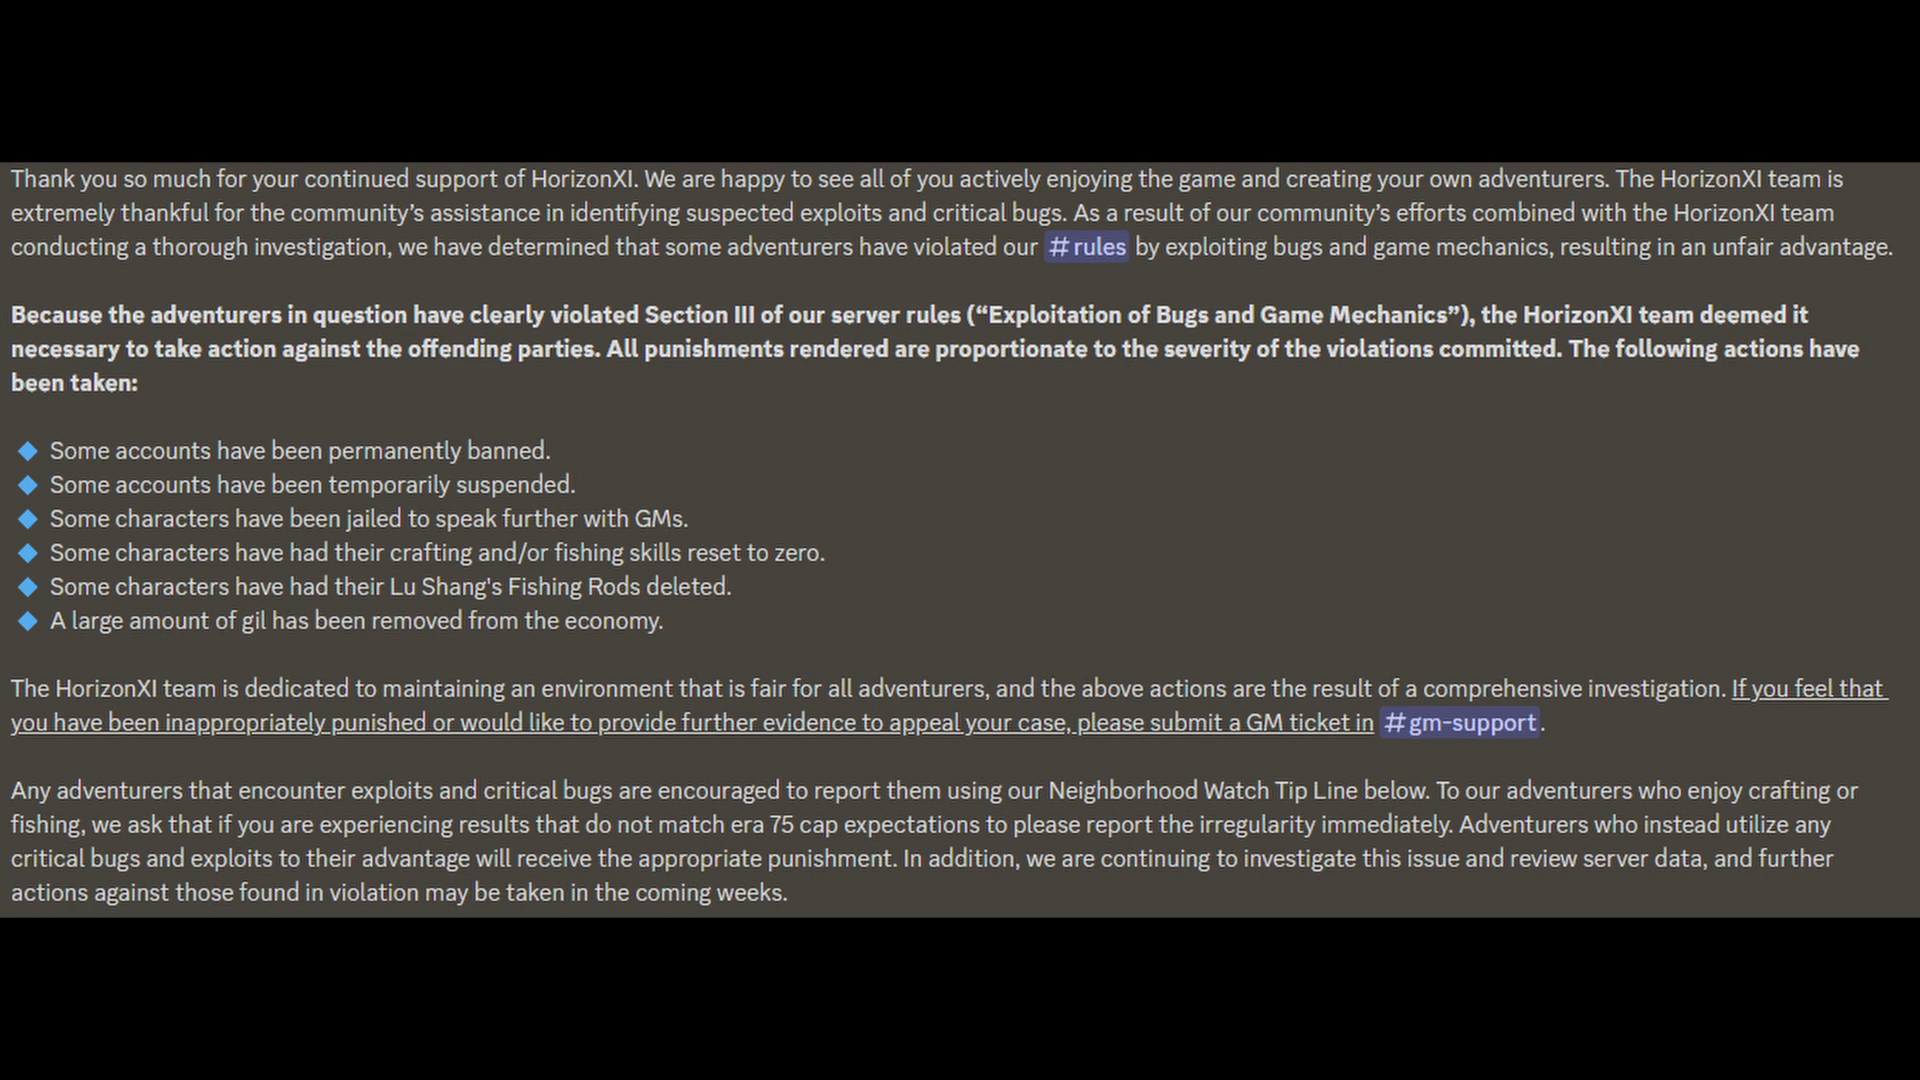 Thank you so much for your continued support of HorizonXI. We are happy to see all of you actively enjoying the game and creating your own adventurers. The HorizonXI team is
extremely thankful for the community’s assistance in identifying suspected exploits and critical bugs. As a result of our community’s efforts combined with the HorizonXI team
conducting a thorough investigation, we have determined that some adventurers have violated our #rules by exploiting bugs and game mechanics, resulting in an unfair advantage.
Because the adventurers in question have clearly violated Section III of our server rules (“Exploitation of Bugs and Game Mechanics”), the HorizonXI team deemed it
necessary to take action against the offending parties. All punishments rendered are proportionate to the severity of the violations committed. The following actions have
been taken:
Some accounts have been permanently banned.
Some accounts have been temporarily suspended.
Some characters have been jailed to speak further with GMs.
Some characters have had their crafting and/or fishing skills reset to zero.
Some characters have had their Lu Shang's Fishing Rods deleted.
A large amount of gil has been removed from the economy.
The HorizonXI team is dedicated to maintaining an environment that is fair for all adventurers, and the above actions are the result of a comprehensive investigation. If you feel that
you have been inappropriately punished or would like to provide further evidence to appeal your case, please submit a GM ticket in #gm-support.
Any adventurers that encounter exploits and critical bugs are encouraged to report them using our Neighborhood Watch Tip Line below. To our adventurers who enjoy crafting or
fishing, we ask that if you are experiencing results that do not match era 75 cap expectations to please report the irregularity immediately. Adventurers who instead utilize any
critical bugs and exploits to their advantage will receive the appropriate punishment. In addition, we are continuing to investigate this issue and review server data, and further
actions against those found in violation may be taken in the coming weeks.